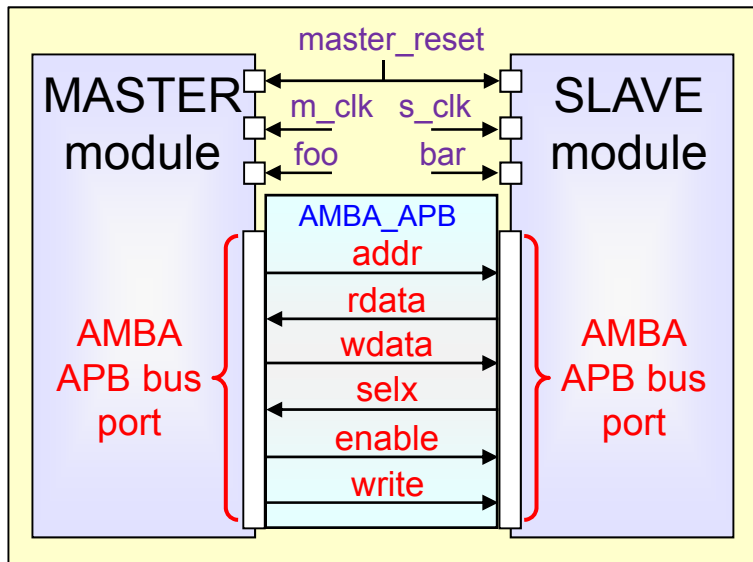 master_reset
MASTER
module
m_clk
s_clk
SLAVE
module
foo
bar
AMBA_APB
addr
rdata
wdata
selx
enable
write
AMBA
APB bus
port
AMBA
APB bus
port